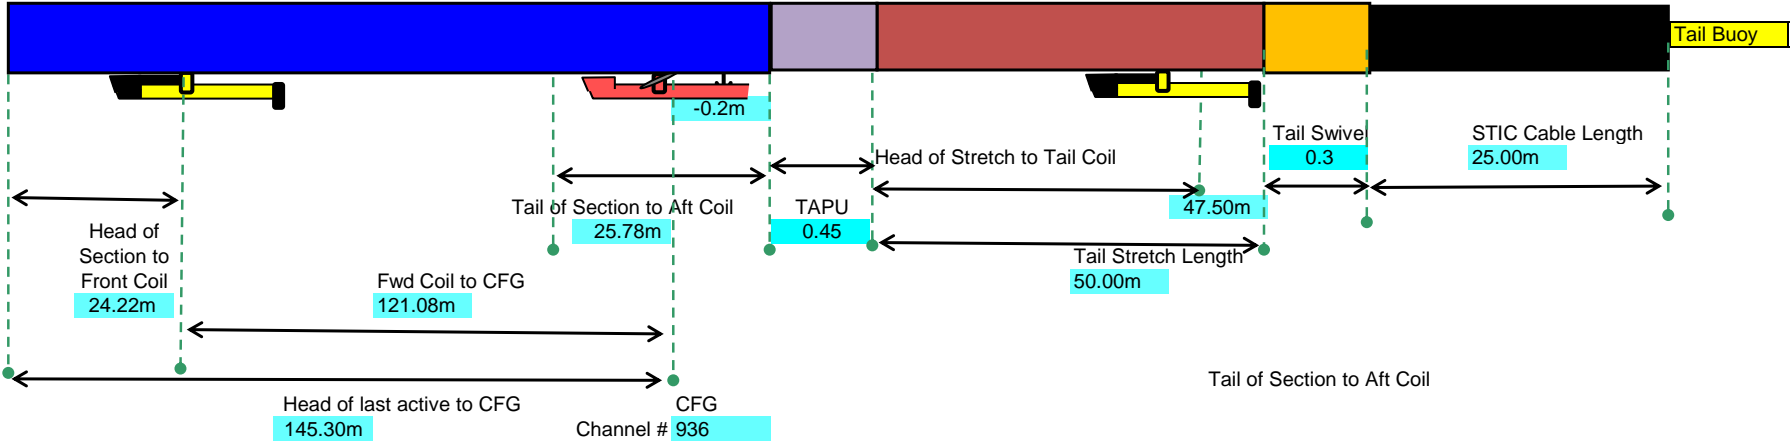 Tail Buoy
-0.2m
Tail Swive
0.3
STIC Cable Length
25.00m
Head of Stretch to Tail Coil
47.50m
Tail of Section to Aft Coil
25.78m
TAPU
0.45
Head of
Section to
Front Coil
24.22m
Fwd Coil to CFG
121.08m
Tail Stretch Length
50.00m
Tail of Section to Aft Coil
Head of last active to CFG
145.30m
CFG
Channel # 936